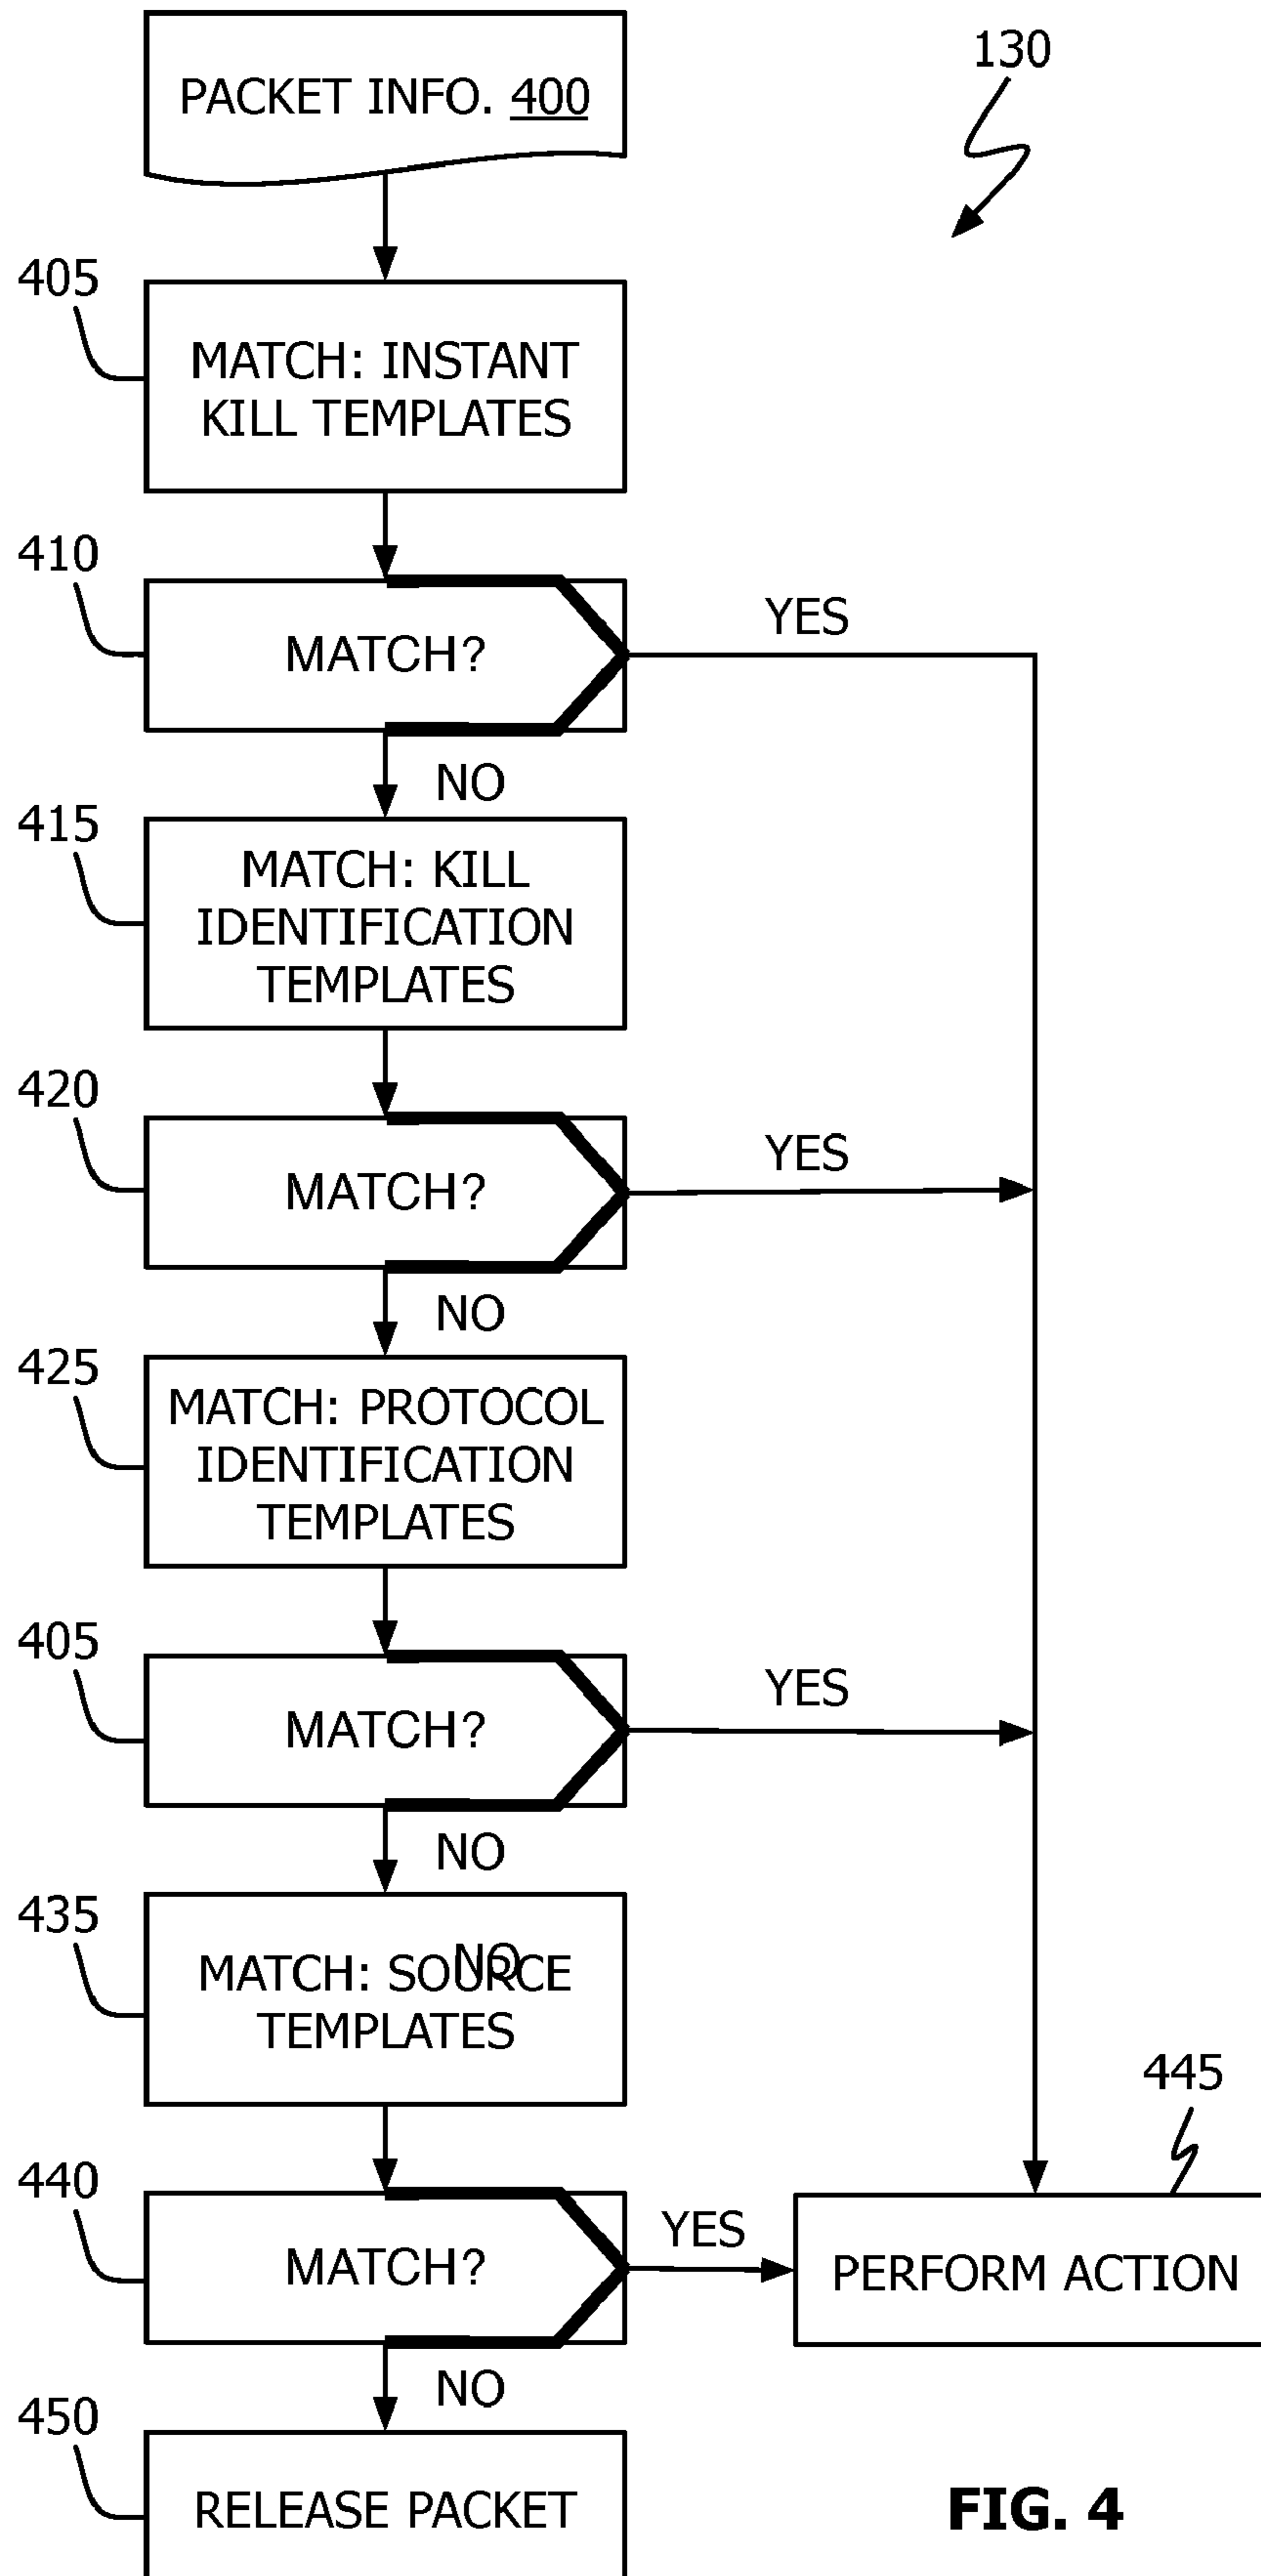 PACKET INFO. 400
130
405
MATCH: INSTANT
KILL TEMPLATES
410
MATCH?
YES
NO
415
MATCH: KILL
IDENTIFICATION
TEMPLATES
420
MATCH?
YES
NO
425
MATCH: PROTOCOL
IDENTIFICATION
TEMPLATES
405
MATCH?
YES
NO
435
NO
MATCH: SOURCE
TEMPLATES
445
440
MATCH?
YES
PERFORM ACTION
NO
450
RELEASE PACKET
FIG. 4